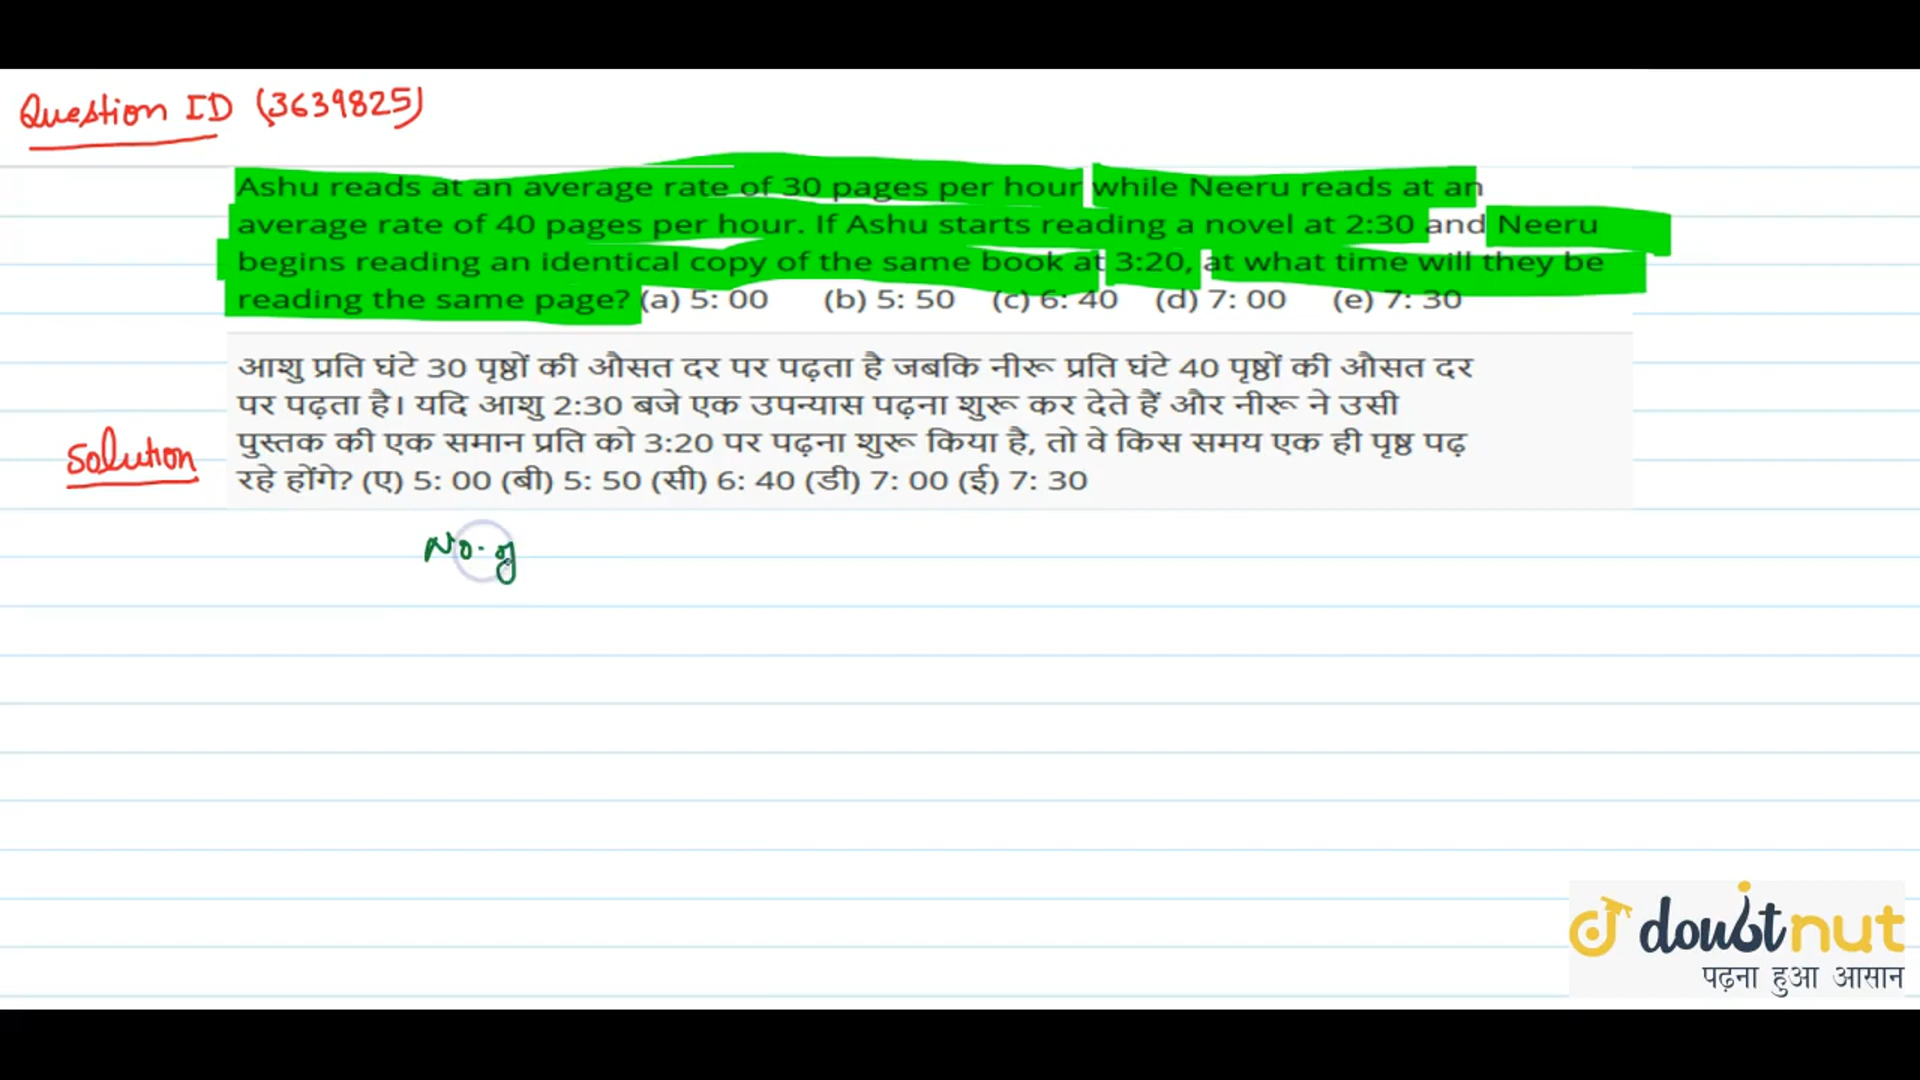 Question ID (3639825)
Ashu reads at an average rate of 30 pages per hour while Neeru reads at an
average rate of 40 pages per hour. If Ashu starts reading a novel at 2:30 and Neeru
begins reading an identical copy of the same book at 3:20, at what time will they be
reading the same page? (a) 5: 00 (b) 5: 50 (c) 6: 40 (d) 7: 00 (e) 7: 30
आशु प्रति घंटे 30 पृष्ठों की औसत दर पर पढ़ता है जबकि नीरू प्रति घंटे 40 पृष्ठों की औसत दर
पर पढ़ता है। यदि आशु 2:30 बजे एक उपन्यास पढ़ना शुरू कर देते हैं और नीरू ने उसी
पुस्तक की एक समान प्रति को 3:20 पर पढ़ना शुरू किया है, तो वे किस समय एक ही पृष्ठ पढ़
रहे होंगे? (ए) 5: 00 (बी) 5: 50 (सी) 6: 40 (डी) 7: 00 (ई) 7: 30
Solution
No. of
doubtnut
पढ़ना हुआ आसान